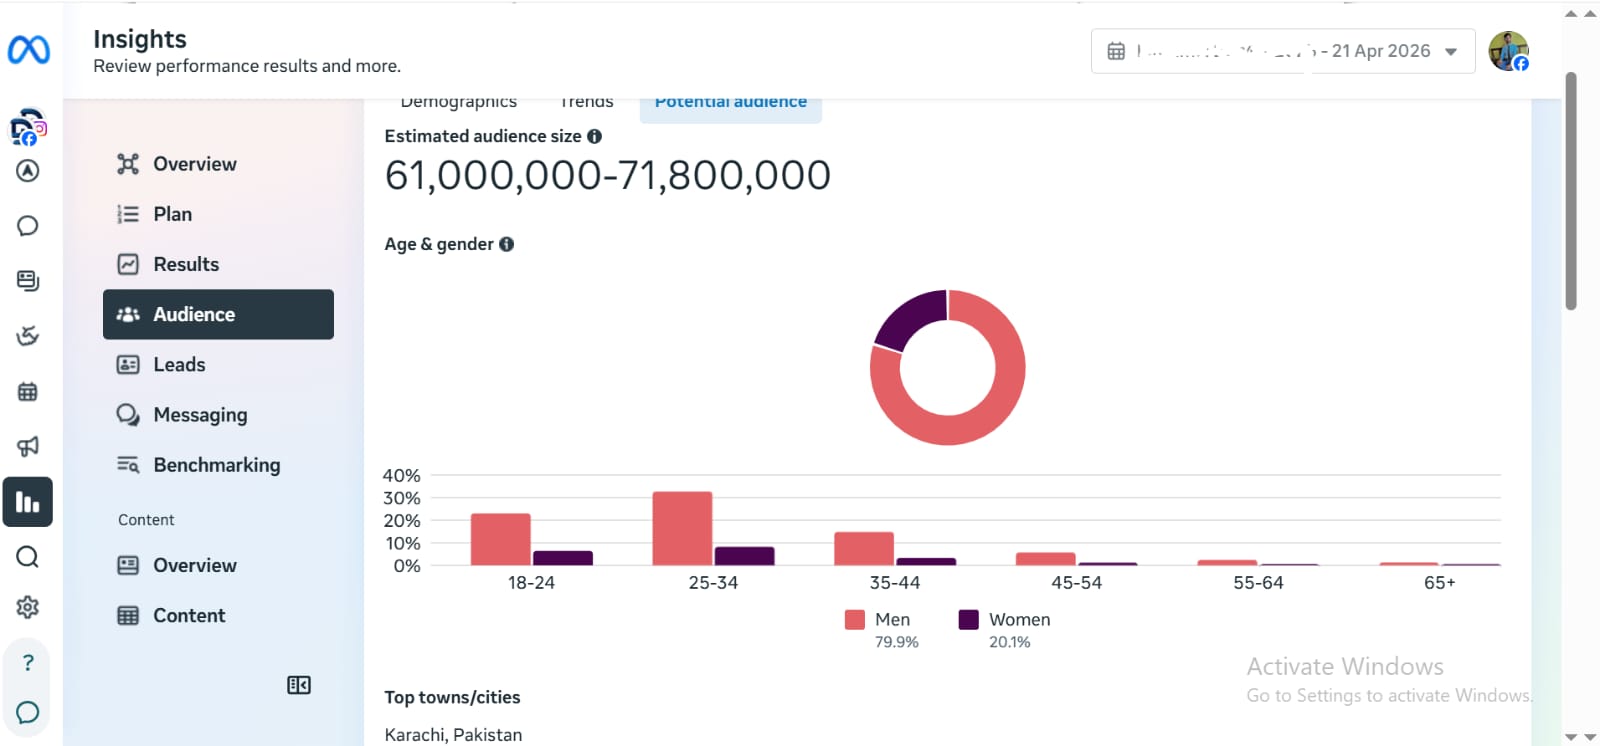 Insights
Review performance results and more.
- 21 Apr 2026
Demographics
Trends
Potential audience
Overview
Plan
Results
Audience
Leads
Messaging
Benchmarking
Content
Overview
Content
Estimated audience size
61,000,000-71,800,000
Age & gender
40%
30%
20%
10%
0%
18-24
25-34
35-44
45-54
55-64
65+
Men
79.9%
Women
20.1%
Top towns/cities
Karachi, Pakistan
Activate Windows
Go to Settings to activate Windows.